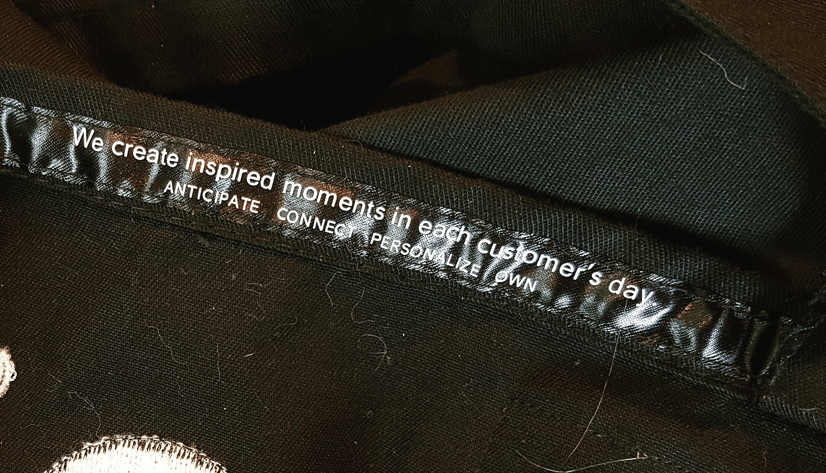 We create inspired moments in each customer's day
ANTICIPATE CONNECT PERSONALIZE OWN